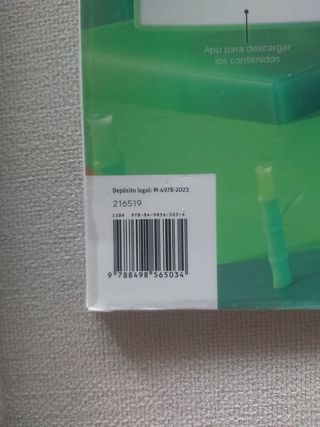 App para descargar
los contenidos
Depósito legal: M-4978-2023
216519
ISBN 978-84-9856-503-4
9 788498 565034